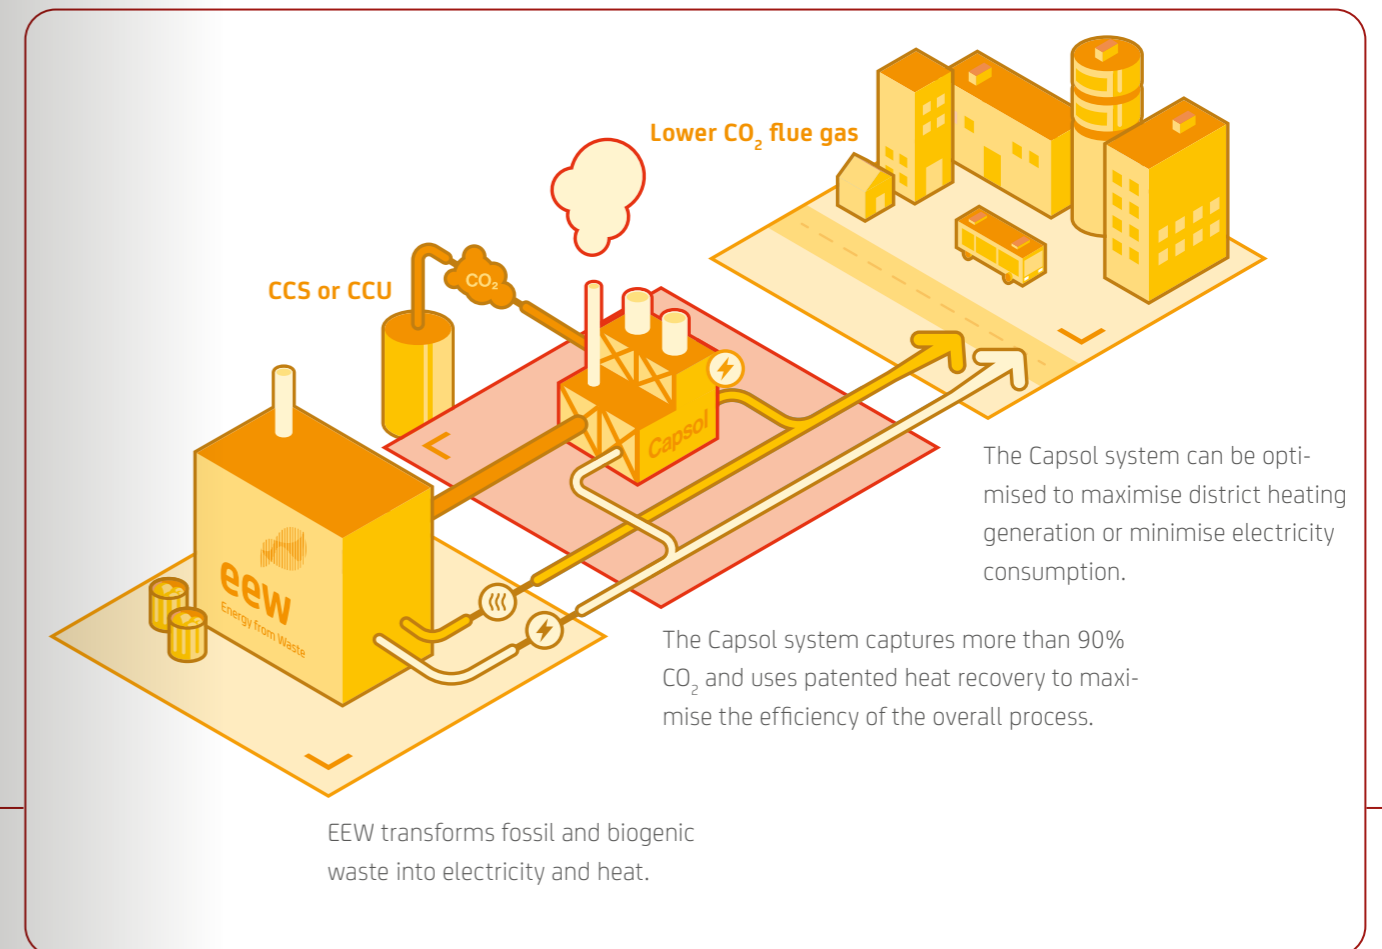 Lower CO₂ flue gas
CCS or CCU
CO₂
Capsol
eew
Energy from Waste
The Capsol system can be opti-
mised to maximise district heating
generation or minimise electricity
consumption.
The Capsol system captures more than 90%
CO₂ and uses patented heat recovery to maxi-
mise the efficiency of the overall process.
EEW transforms fossil and biogenic
waste into electricity and heat.